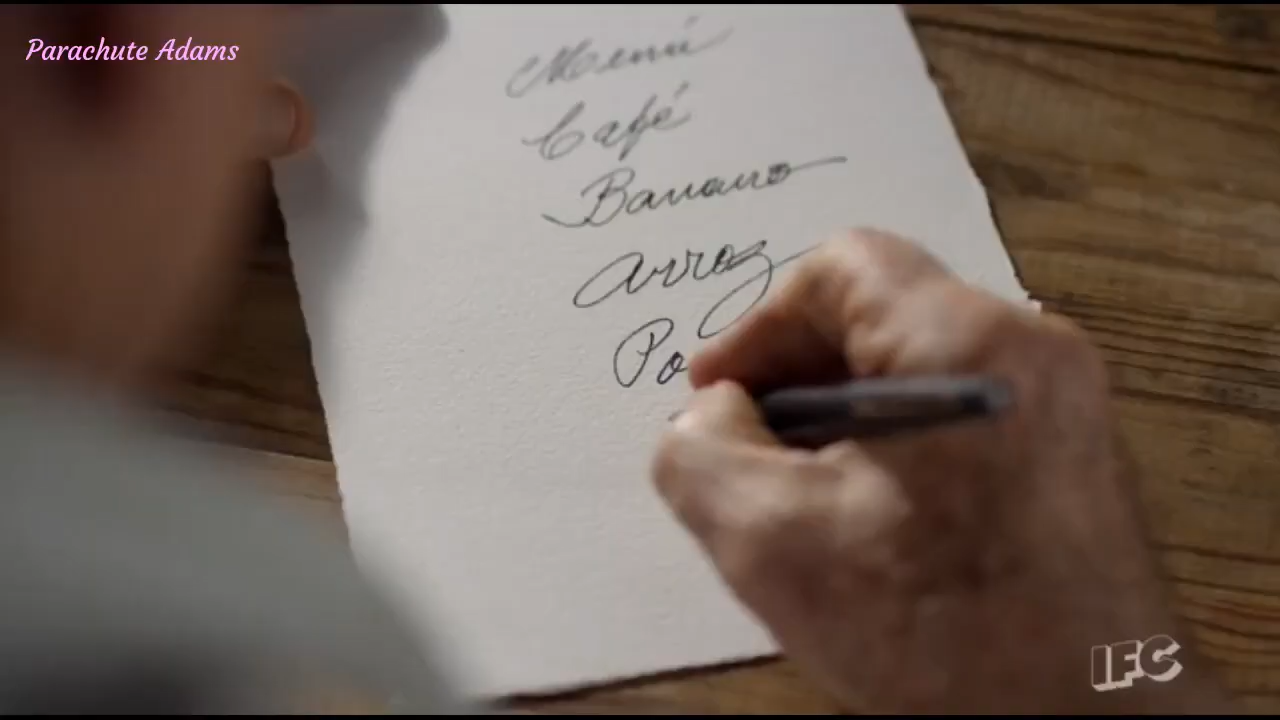 Parachute Adams
Menú
Café
Banano
Arroz
Po
IFC